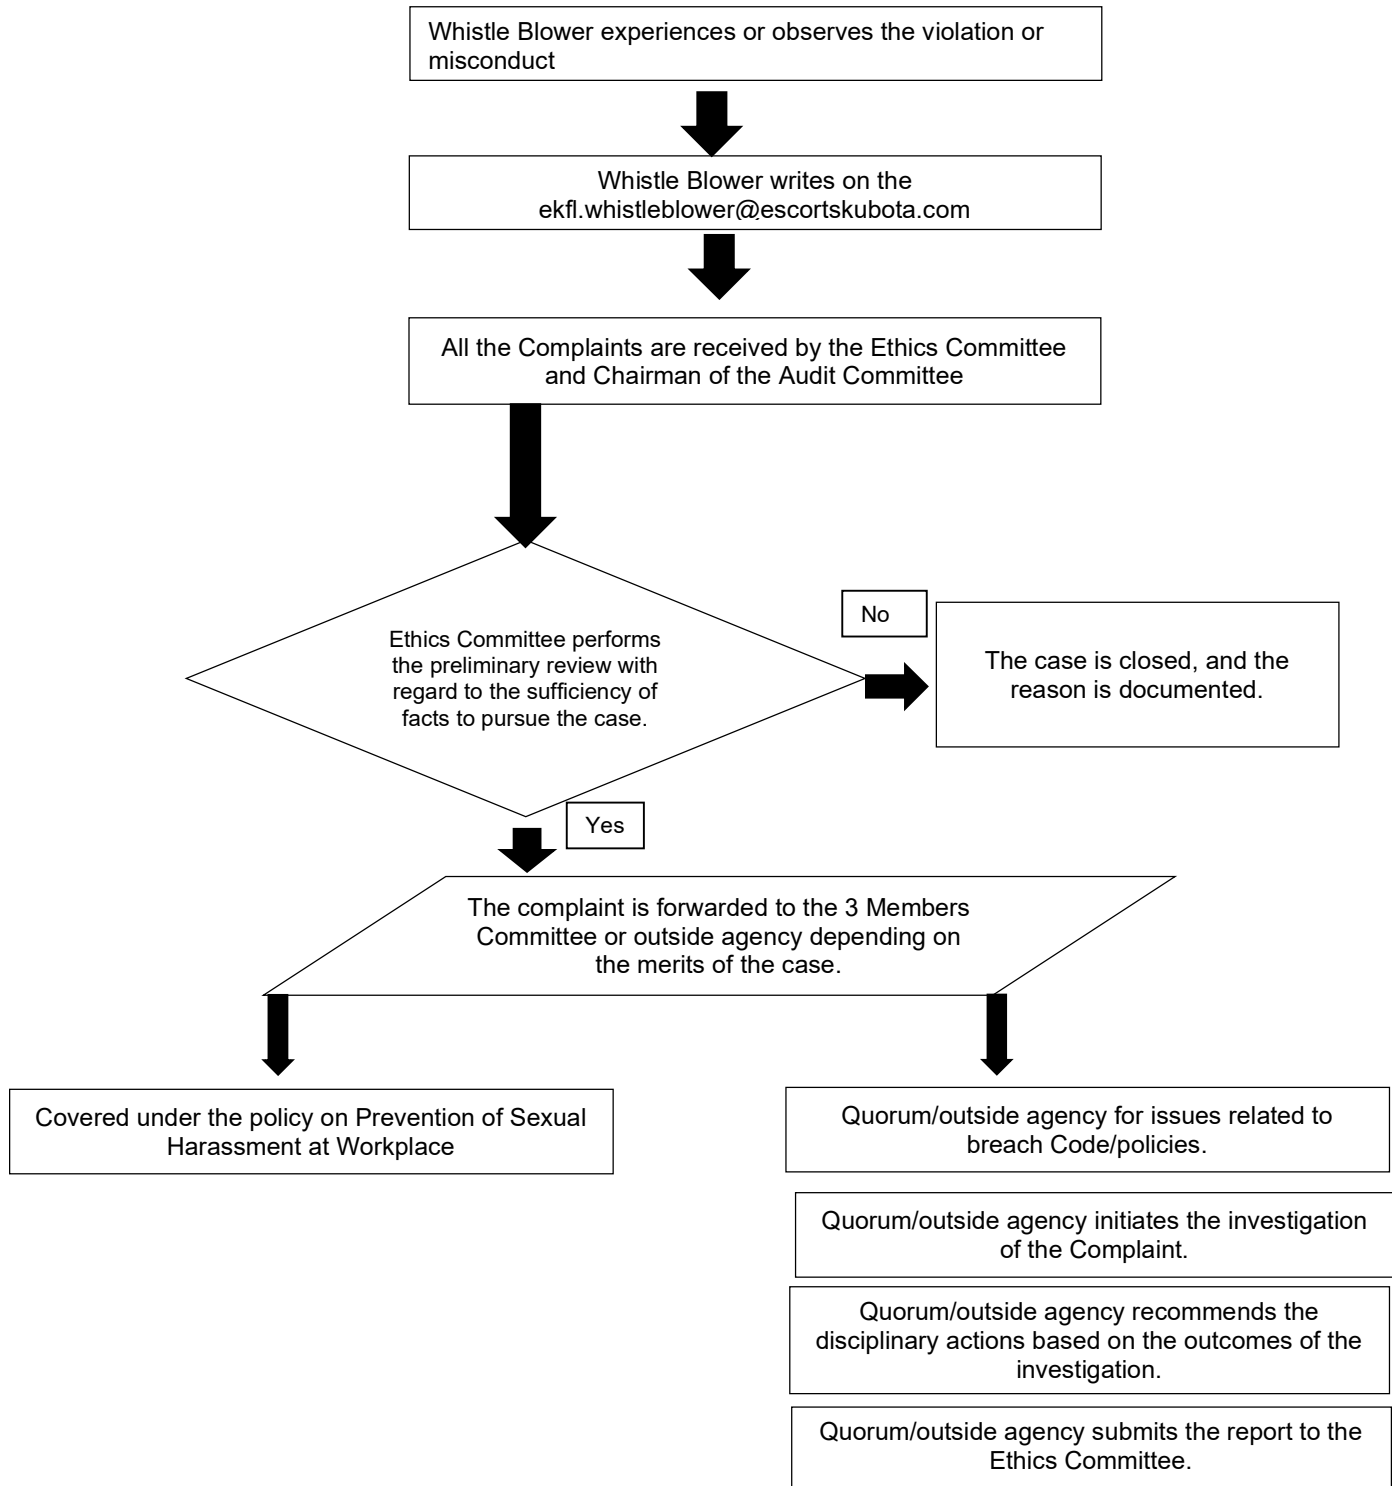 Whistle Blower experiences or observes the violation or
misconduct
Whistle Blower writes on the
ekfl.whistleblower@escortskubota.com
All the Complaints are received by the Ethics Committee
and Chairman of the Audit Committee
Ethics Committee performs
the preliminary review with
regard to the sufficiency of
facts to pursue the case.
No
The case is closed, and the
reason is documented.
Yes
The complaint is forwarded to the 3 Members
Committee or outside agency depending on
the merits of the case.
Covered under the policy on Prevention of Sexual
Harassment at Workplace
Quorum/outside agency for issues related to
breach Code/policies.
Quorum/outside agency initiates the investigation
of the Complaint.
Quorum/outside agency recommends the
disciplinary actions based on the outcomes of the
investigation.
Quorum/outside agency submits the report to the
Ethics Committee.